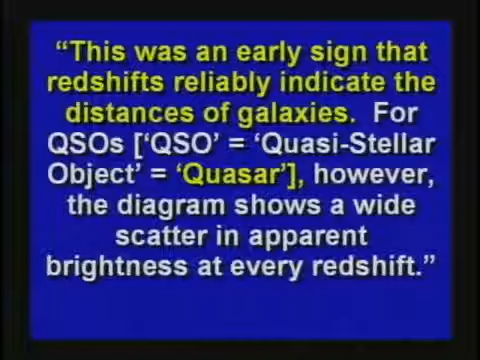 “This was an early sign that
redshifts reliably indicate the
distances of galaxies.  For
QSOs [‘QSO’ = ‘Quasi-Stellar
Object’ = ‘Quasar’], however,
the diagram shows a wide
scatter in apparent
brightness at every redshift.”